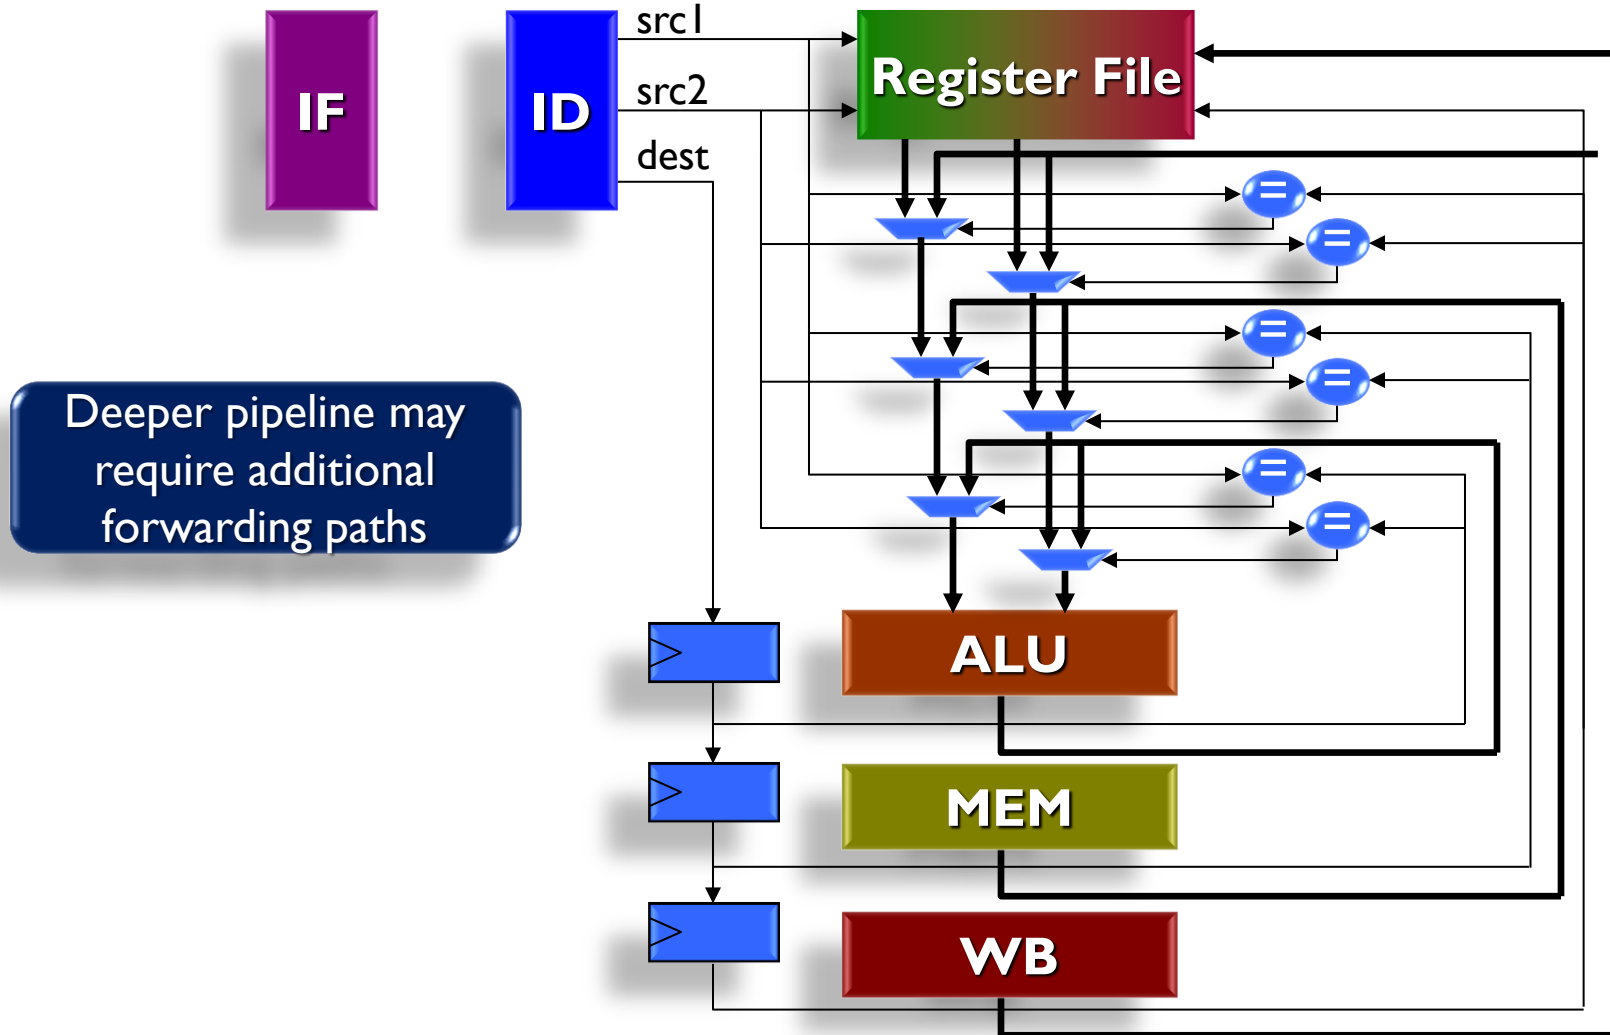 IF
ID
src1
src2
dest
Register File
=
=
=
=
=
=
Deeper pipeline may
require additional
forwarding paths
ALU
MEM
WB